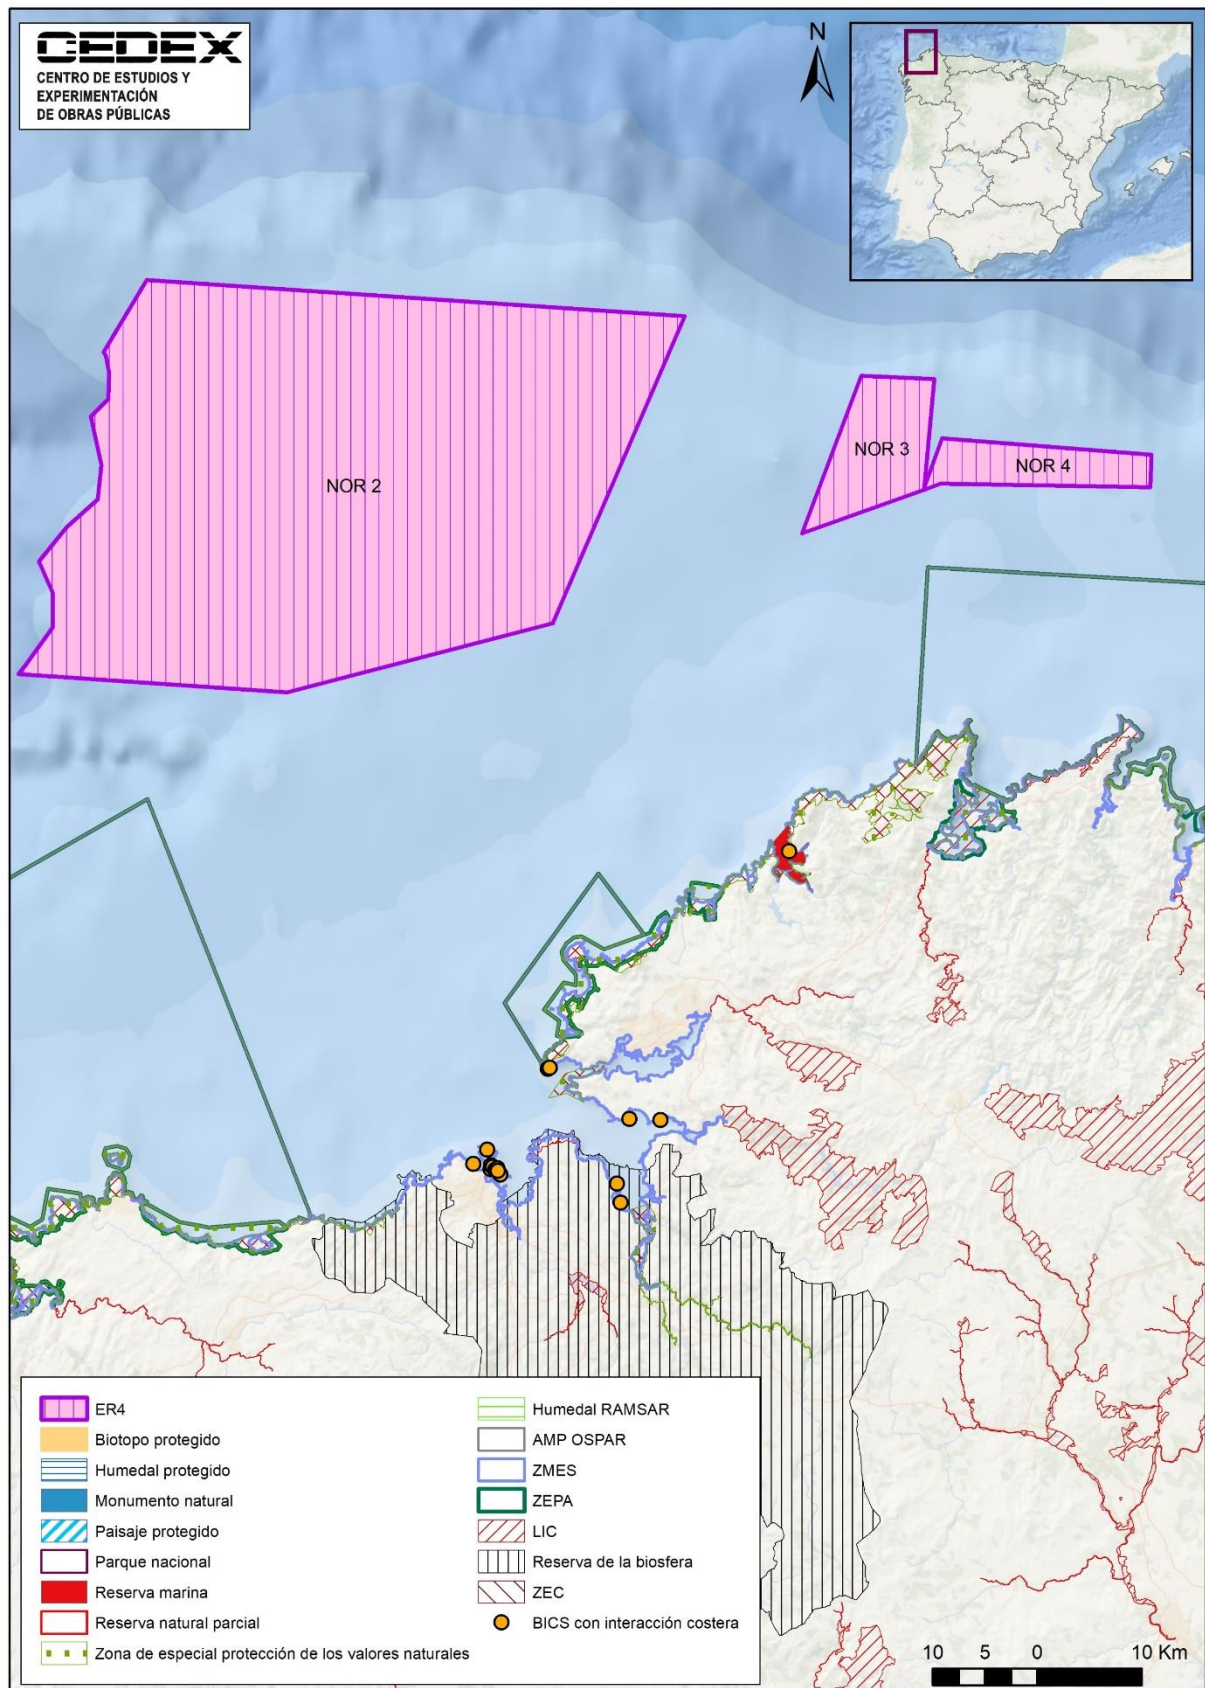 CEDEX
CENTRO DE ESTUDIOS Y
EXPERIMENTACIÓN
DE OBRAS PÚBLICAS
N
NOR 2
NOR 3
NOR 4
ER4
Biotopo protegido
Humedal protegido
Monumento natural
Paisaje protegido
Parque nacional
Reserva marina
Reserva natural parcial
Zona de especial protección de los valores naturales
Humedal RAMSAR
AMP OSPAR
ZMES
ZEPA
LIC
Reserva de la biosfera
ZEC
BICS con interacción costera
10 5 0 10 Km